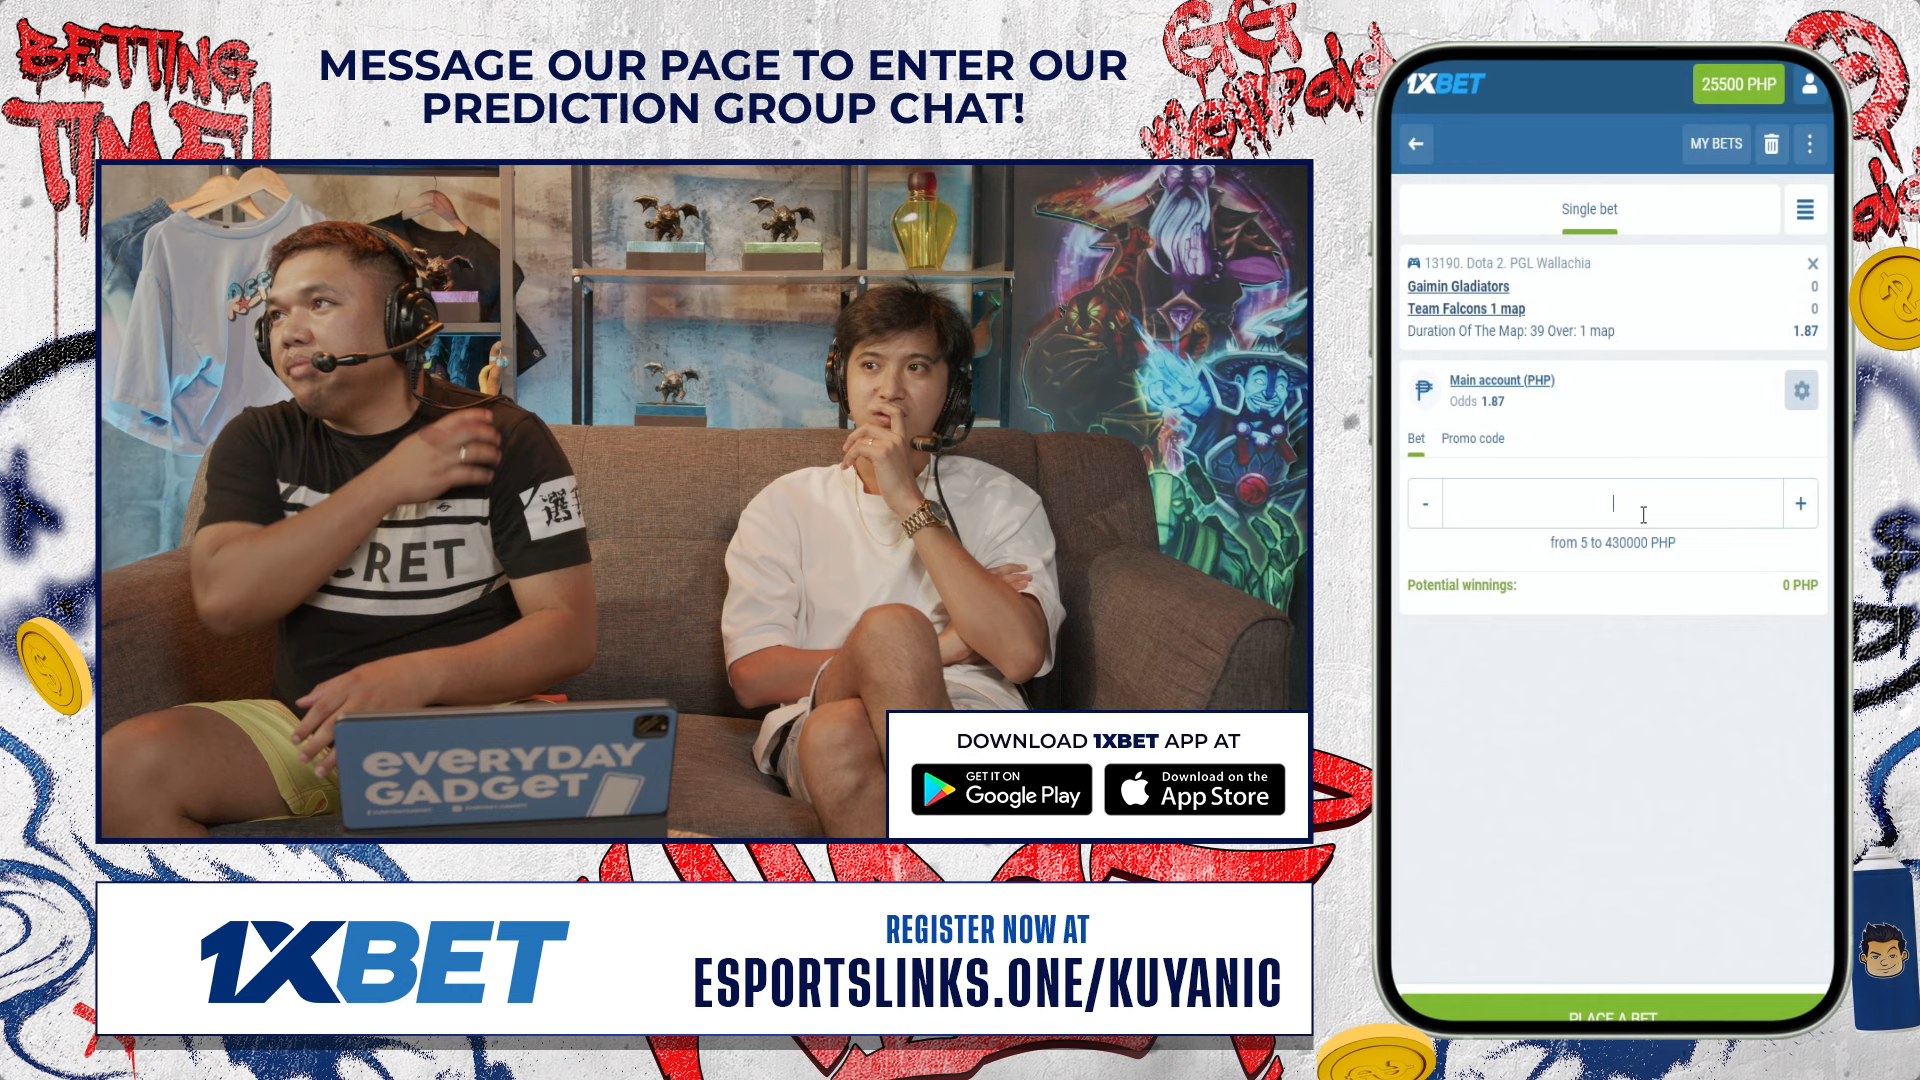 BETTING
TIME!
MESSAGE OUR PAGE TO ENTER OUR
PREDICTION GROUP CHAT!
GG
CRET
選
everyday
gadget
DOWNLOAD 1XBET APP AT
GET IT ON
Google Play
Download on the
App Store
1XBET
REGISTER NOW AT
ESPORTSLINKS.ONE/KUYANIC
1XBET
25500 PHP
MY BETS
Single bet
13190. Dota 2. PGL Wallachia
Gaimin Gladiators
0
Team Falcons 1 map
0
Duration Of The Map: 39 Over: 1 map
1.87
Main account (PHP)
Odds 1.87
Bet
Promo code
-
+
from 5 to 430000 PHP
Potential winnings:
0 PHP
PLACE A BET